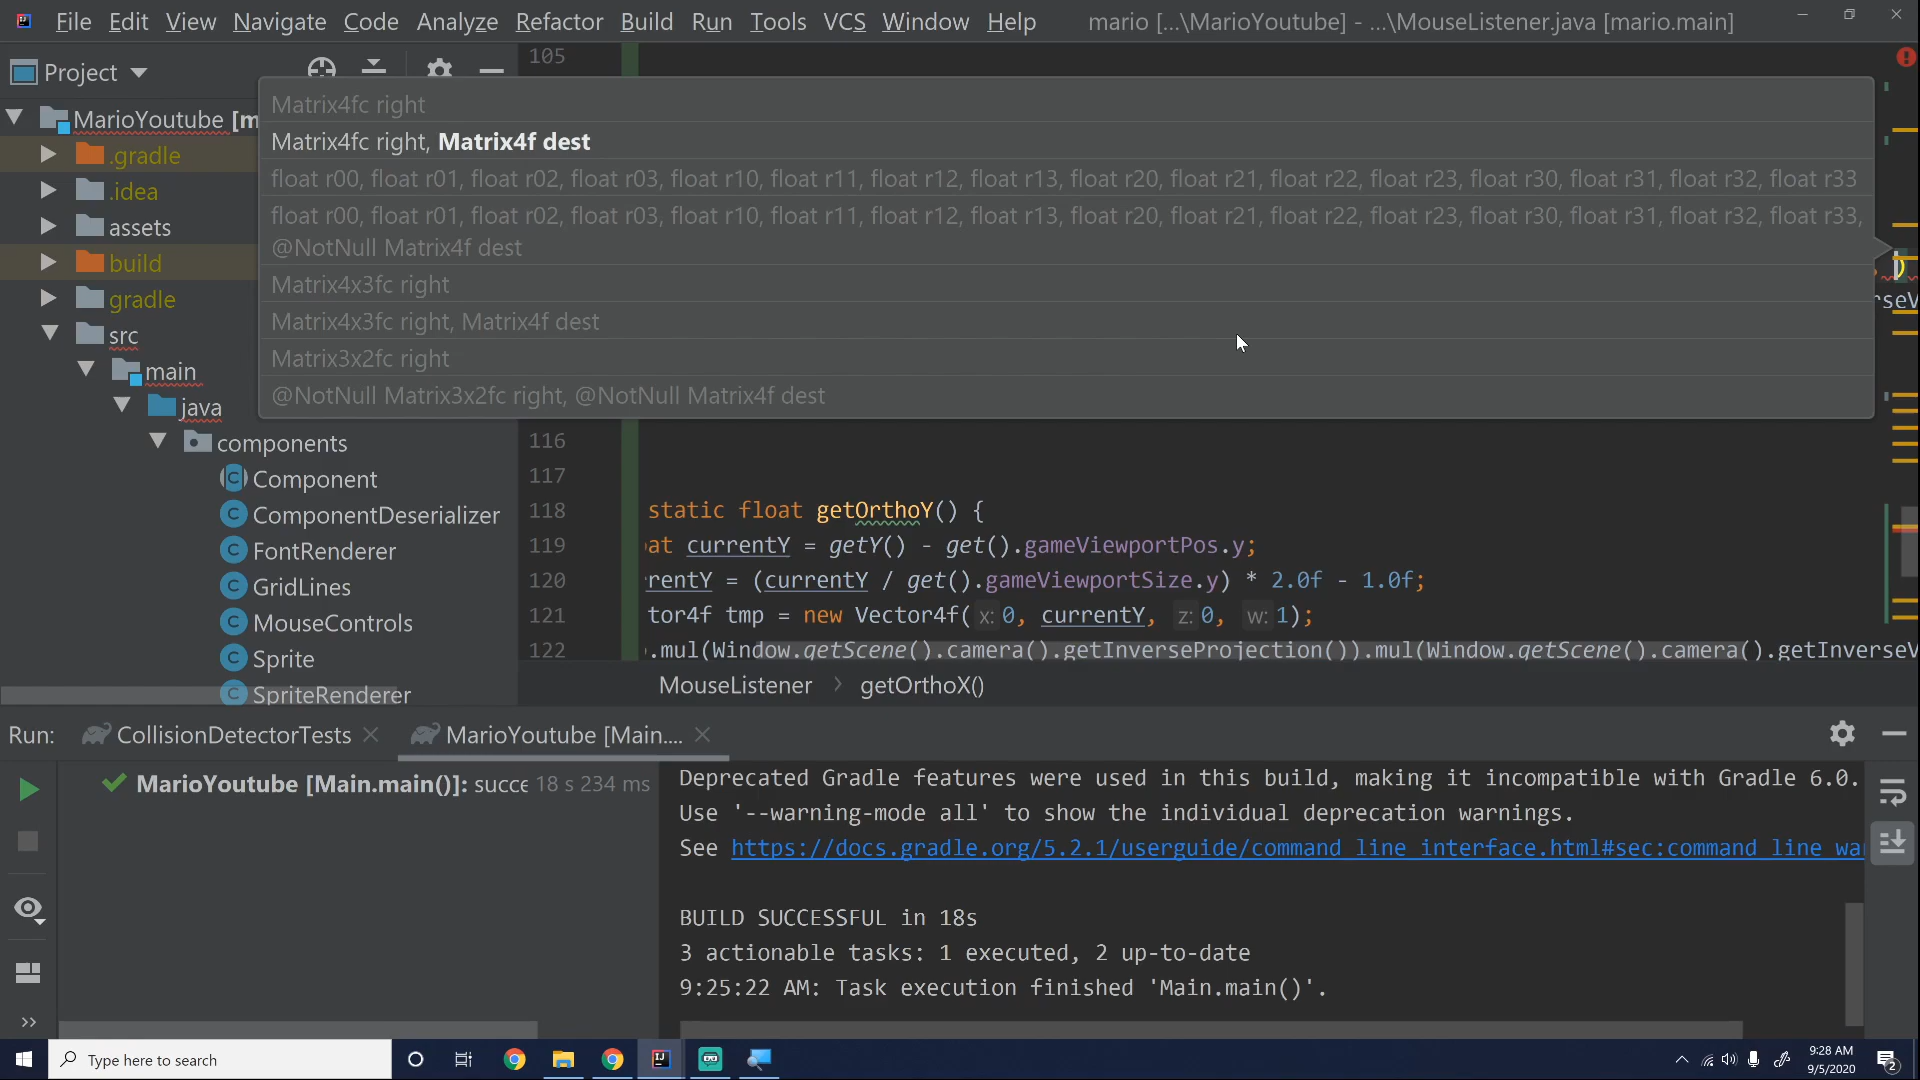 File Edit View Navigate Code Analyze Refactor Build Run Tools VCS Window Help mario [...\MarioYoutube] - ...\MouseListener.java [mario.main]
Project
105
Matrix4fc right
MarioYoutube [m
Matrix4fc right, Matrix4f dest
.gradle
float r00, float r01, float r02, float r03, float r10, float r11, float r12, float r13, float r20, float r21, float r22, float r23, float r30, float r31, float r32, float r33
.idea
float r00, float r01, float r02, float r03, float r10, float r11, float r12, float r13, float r20, float r21, float r22, float r23, float r30, float r31, float r32, float r33,
assets
@NotNull Matrix4f dest
build
)
Matrix4x3fc right
gradle
rseV
Matrix4x3fc right, Matrix4f dest
src
Matrix3x2fc right
main
@NotNull Matrix3x2fc right, @NotNull Matrix4f dest
java
116
components
117
Component
118 static float getOrthoY() {
ComponentDeserializer
119 at currentY = getY() - get().gameViewportPos.y;
FontRenderer
120 rentY = (currentY / get().gameViewportSize.y) * 2.0f - 1.0f;
GridLines
121 tor4f tmp = new Vector4f( x: 0, currentY, z: 0, w: 1);
MouseControls
122 .mul(Window.getScene().camera().getInverseProjection()).mul(Window.getScene().camera().getInverseV
Sprite
MouseListener > getOrthoX()
SpriteRenderer
Run: CollisionDetectorTests MarioYoutube [Main....
MarioYoutube [Main.main()]: succe 18 s 234 ms
Deprecated Gradle features were used in this build, making it incompatible with Gradle 6.0.
Use '--warning-mode all' to show the individual deprecation warnings.
See https://docs.gradle.org/5.2.1/userguide/command_line_interface.html#sec:command_line_wa
BUILD SUCCESSFUL in 18s
3 actionable tasks: 1 executed, 2 up-to-date
9:25:22 AM: Task execution finished 'Main.main()'.
Type here to search
9:28 AM
9/5/2020
2